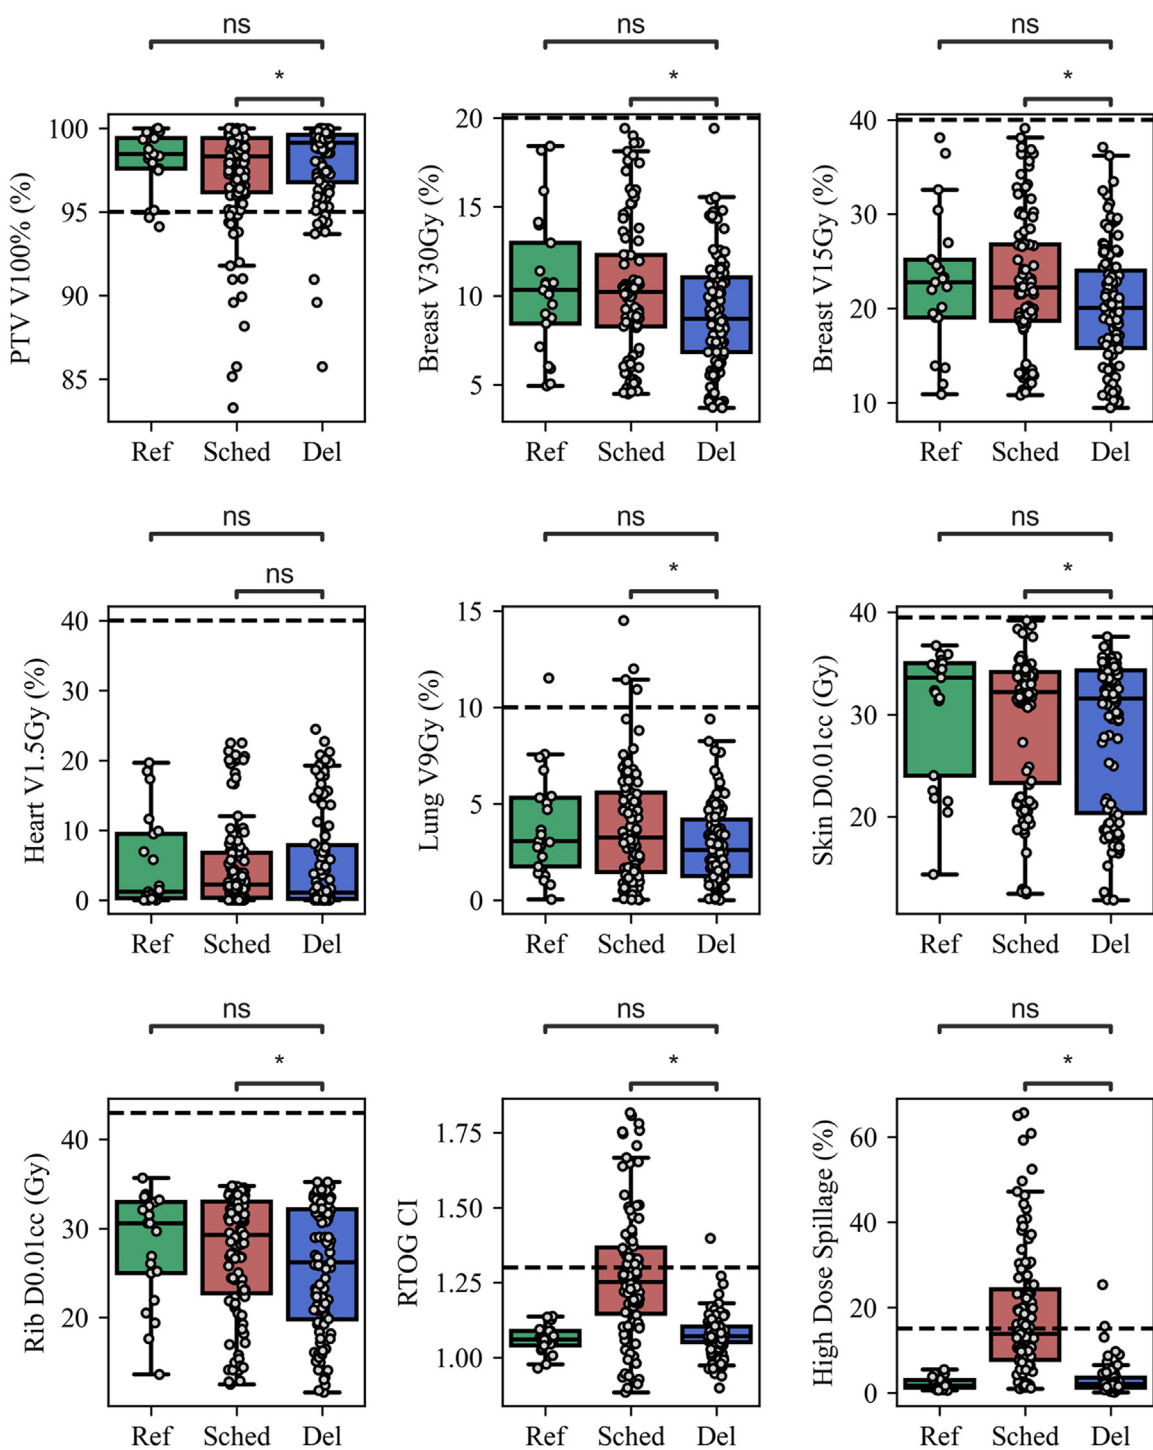 ns
*
PTV V100% (%)
100
95
90
85
Ref Sched Del
ns
*
Breast V30Gy (%)
20
15
10
5
Ref Sched Del
ns
*
Breast V15Gy (%)
40
30
20
10
Ref Sched Del
ns
ns
Heart V1.5Gy (%)
40
30
20
10
0
Ref Sched Del
ns
*
Lung V9Gy (%)
15
10
5
0
Ref Sched Del
ns
*
Skin D0.01cc (Gy)
40
30
20
Ref Sched Del
ns
*
Rib D0.01cc (Gy)
40
30
20
Ref Sched Del
ns
*
RTOG CI
1.75
1.50
1.25
1.00
Ref Sched Del
ns
*
High Dose Spillage (%)
60
40
20
0
Ref Sched Del